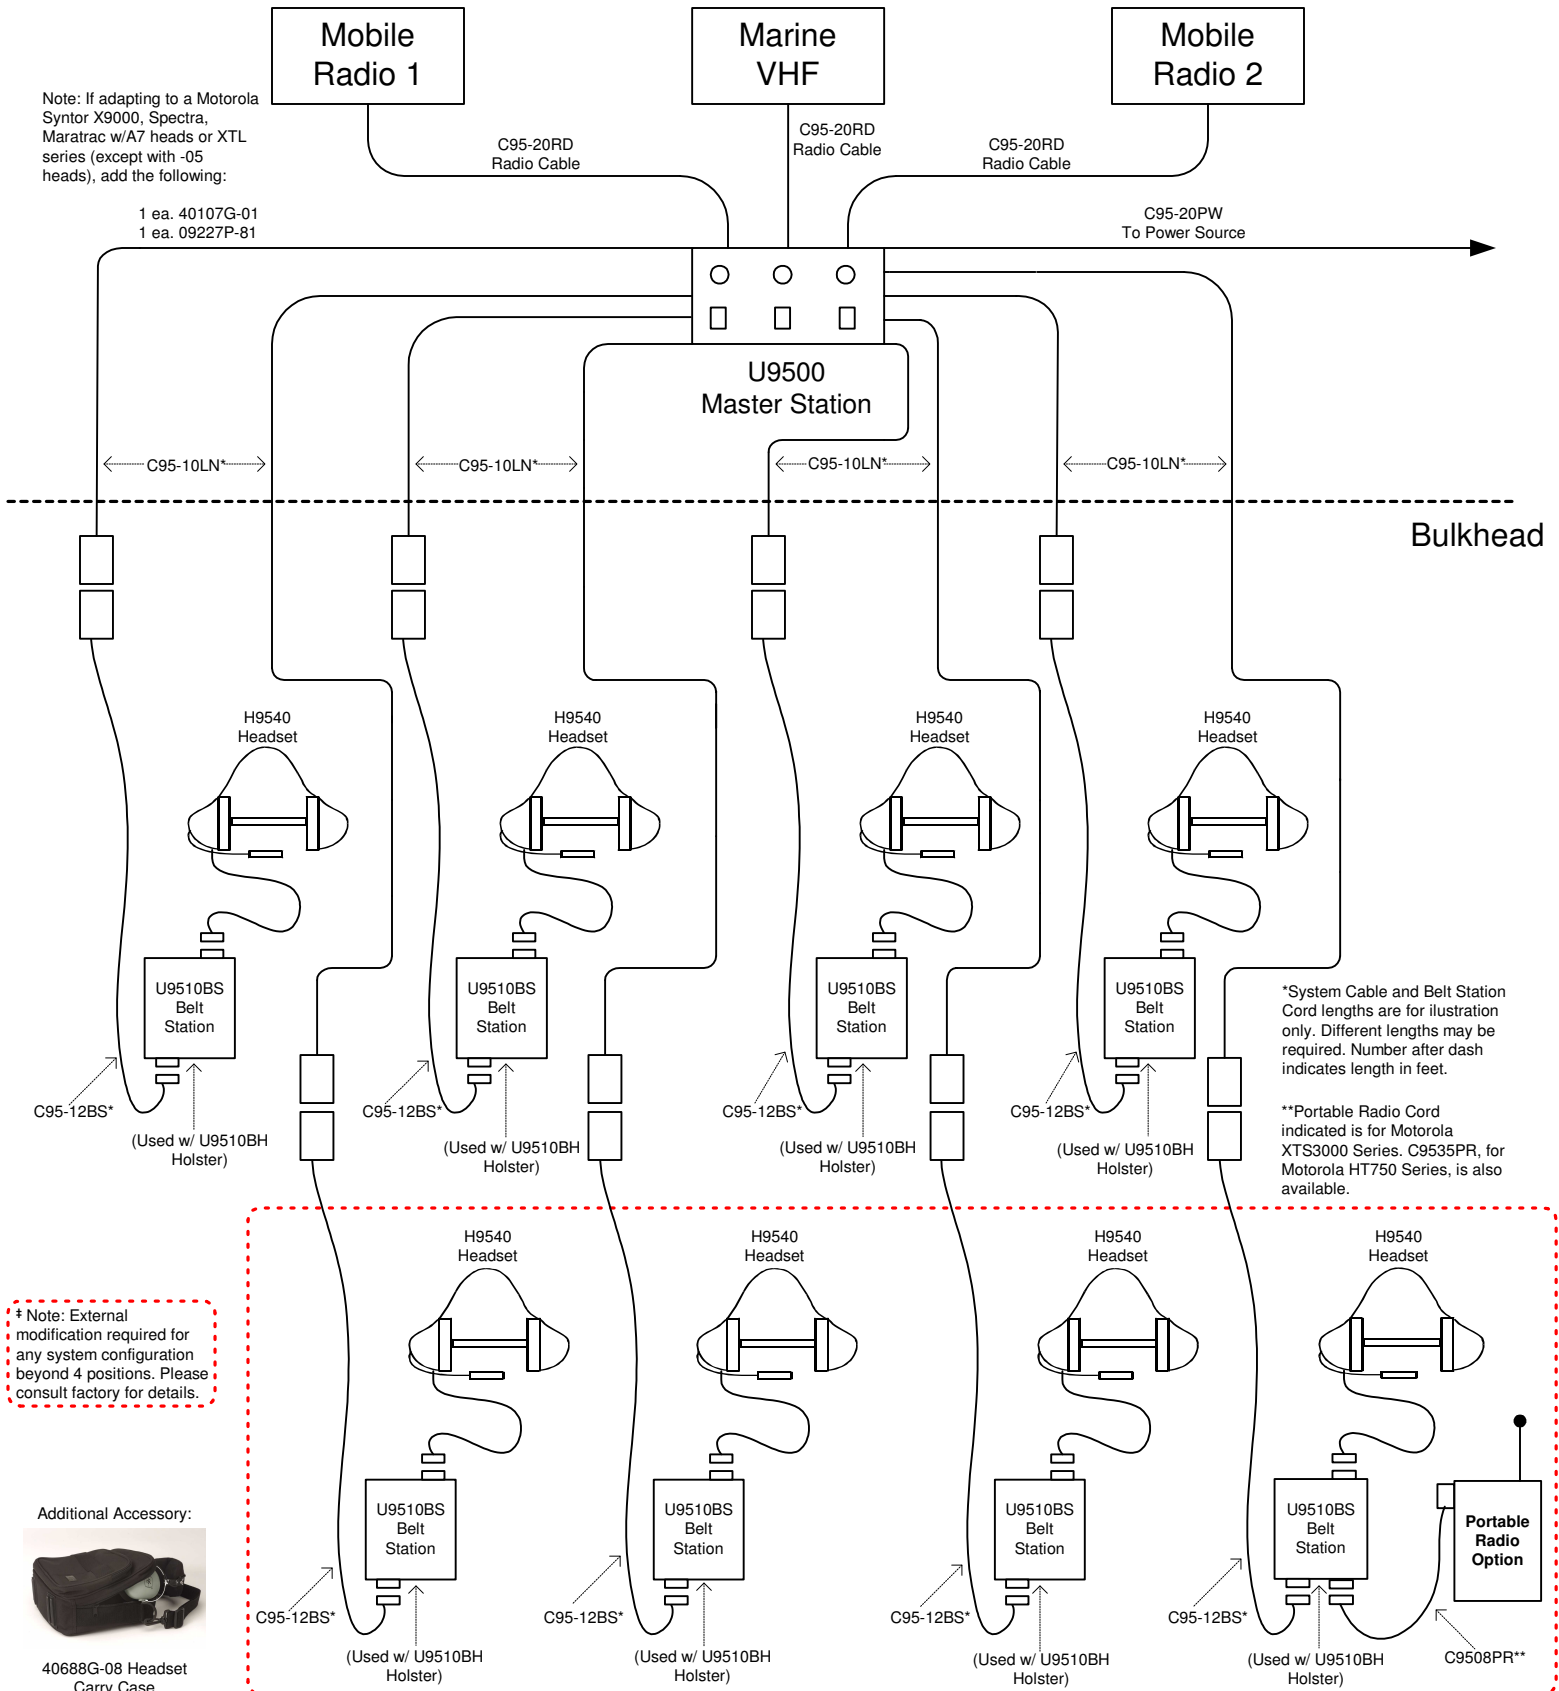 Mobile
Radio 1
Marine
VHF
Mobile
Radio 2
Note: If adapting to a Motorola
Syntor X9000, Spectra,
Maratrac w/A7 heads or XTL
series (except with -05
heads), add the following:
1 ea. 40107G-01
1 ea. 09227P-81
C95-20RD
Radio Cable
C95-20RD
Radio Cable
C95-20RD
Radio Cable
C95-20PW
To Power Source
U9500
Master Station
C95-10LN*
C95-10LN*
C95-10LN*
C95-10LN*
Bulkhead
H9540
Headset
H9540
Headset
H9540
Headset
H9540
Headset
U9510BS
Belt
Station
U9510BS
Belt
Station
U9510BS
Belt
Station
U9510BS
Belt
Station
C95-12BS*
C95-12BS*
C95-12BS*
C95-12BS*
(Used w/ U9510BH
Holster)
(Used w/ U9510BH
Holster)
(Used w/ U9510BH
Holster)
(Used w/ U9510BH
Holster)
*System Cable and Belt Station
Cord lengths are for ilustration
only. Different lengths may be
required. Number after dash
indicates length in feet.
**Portable Radio Cord
indicated is for Motorola
XTS3000 Series. C9535PR, for
Motorola HT750 Series, is also
available.
H9540
Headset
H9540
Headset
H9540
Headset
H9540
Headset
‡ Note: External
modification required for
any system configuration
beyond 4 positions. Please
consult factory for details.
U9510BS
Belt
Station
U9510BS
Belt
Station
U9510BS
Belt
Station
U9510BS
Belt
Station
Portable
Radio
Option
C95-12BS*
C95-12BS*
C95-12BS*
C95-12BS*
C9508PR**
(Used w/ U9510BH
Holster)
(Used w/ U9510BH
Holster)
(Used w/ U9510BH
Holster)
(Used w/ U9510BH
Holster)
Additional Accessory:
40688G-08 Headset
Carry Case